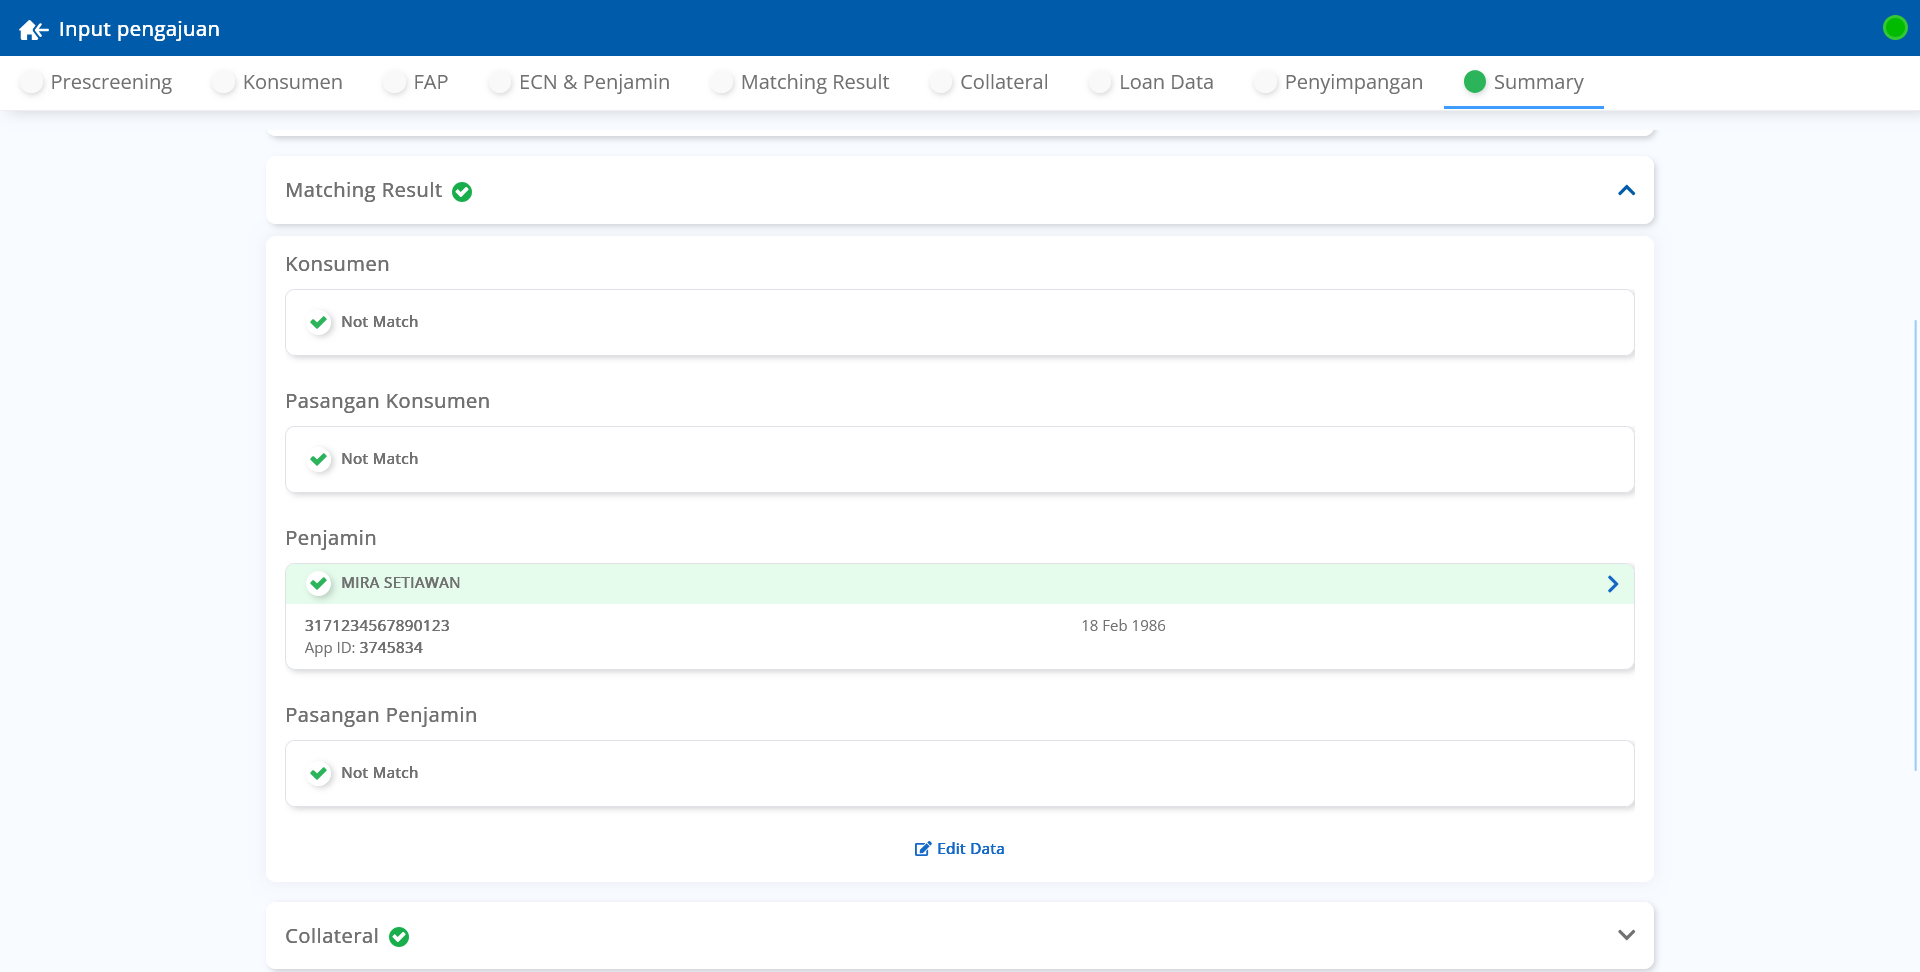 Input pengajuan
Prescreening Konsumen FAP ECN & Penjamin Matching Result Collateral Loan Data Penyimpangan Summary
Matching Result
Konsumen
Not Match
Pasangan Konsumen
Not Match
Penjamin
MIRA SETIAWAN
3171234567890123 18 Feb 1986
App ID: 3745834
Pasangan Penjamin
Not Match
Edit Data
Collateral